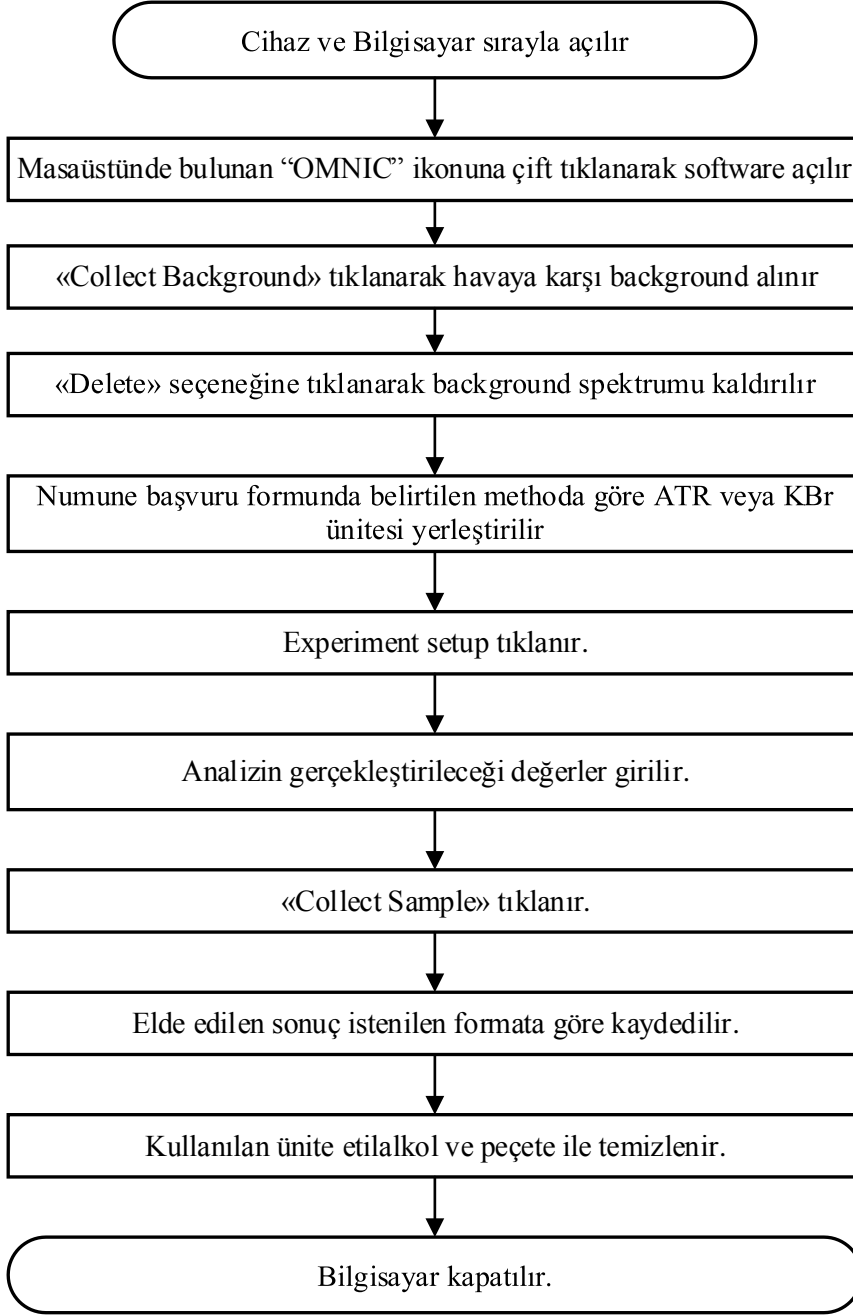 Cihaz ve Bilgisayar sırayla açılır
Masaüstünde bulunan “OMNIC” ikonuna çift tıklanarak software açılır
«Collect Background» tıklanarak havaya karşı background alınır
«Delete» seçeneğine tıklanarak background spektrumu kaldırılır
Numune başvuru formunda belirtilen methoda göre ATR veya KBr
ünitesi yerleştirilir
Experiment setup tıklanır.
Analizin gerçekleştirileceği değerler girilir.
«Collect Sample» tıklanır.
Elde edilen sonuç istenilen formata göre kaydedilir.
Kullanılan ünite etilalkol ve peçete ile temizlenir.
Bilgisayar kapatılır.